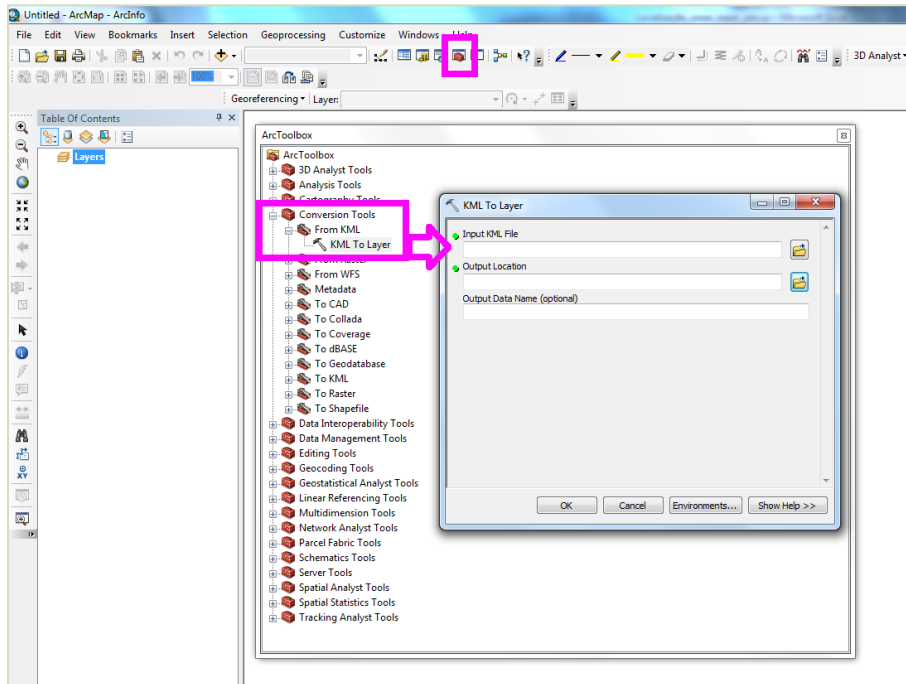 Untitled - ArcMap - ArcInfo
File Edit View Bookmarks Insert Selection Geoprocessing Customize Windows Help
3D Analyst
100%
Georeferencing Layer:
Table Of Contents
Layers
ArcToolbox
ArcToolbox
3D Analyst Tools
Analysis Tools
Cartography Tools
Conversion Tools
From KML
KML To Layer
From Raster
From WFS
Metadata
To CAD
To Collada
To Coverage
To dBASE
To Geodatabase
To KML
To Raster
To Shapefile
Data Interoperability Tools
Data Management Tools
Editing Tools
Geocoding Tools
Geostatistical Analyst Tools
Linear Referencing Tools
Multidimension Tools
Network Analyst Tools
Parcel Fabric Tools
Schematics Tools
Server Tools
Spatial Analyst Tools
Spatial Statistics Tools
Tracking Analyst Tools
KML To Layer
Input KML File
Output Location
Output Data Name (optional)
OK Cancel Environments... Show Help >>
XY